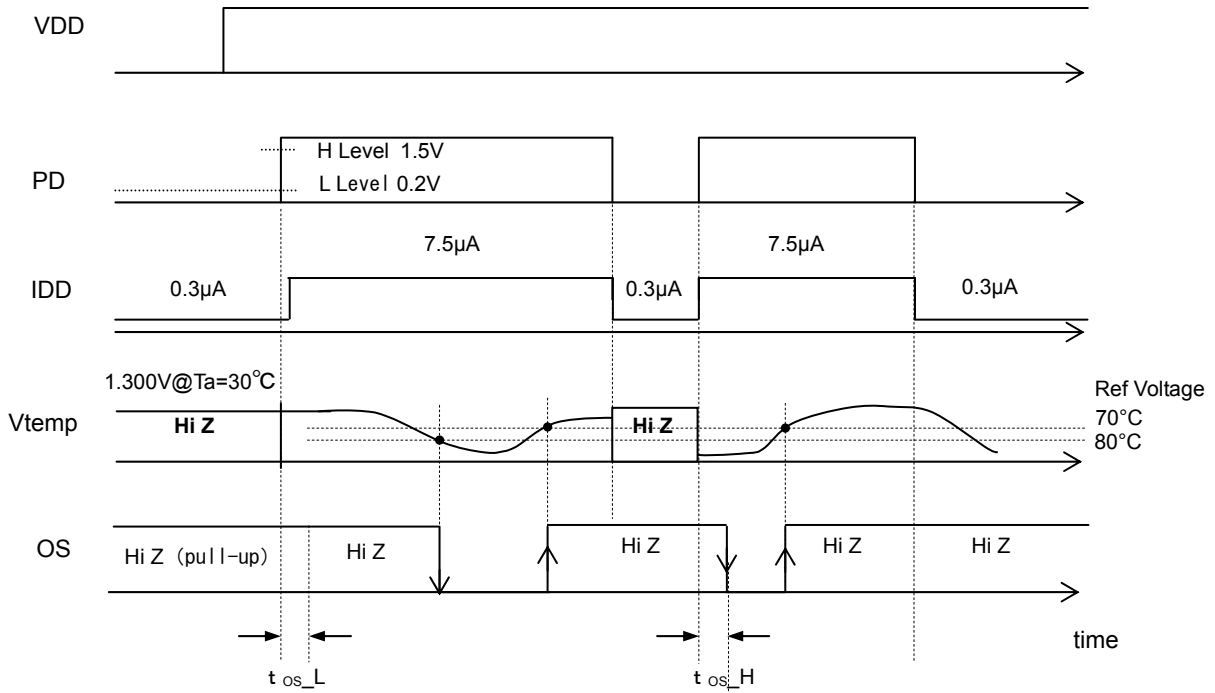 VDD
H Level 1.5V
PD
L Level 0.2V
7.5µA
7.5µA
IDD
0.3µA
0.3µA
0.3µA
1.300V@Ta=30°C
Ref Voltage
Vtemp
Hi Z
Hi Z
70°C
80°C
OS
Hi Z (pull-up)
Hi Z
Hi Z
Hi Z
Hi Z
time
t OS_L
t OS_H